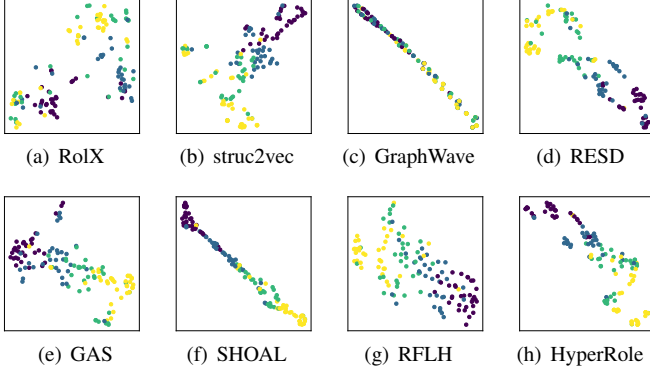 (a) RolX
(b) struc2vec
(c) GraphWave
(d) RESD
(e) GAS
(f) SHOAL
(g) RFLH
(h) HyperRole